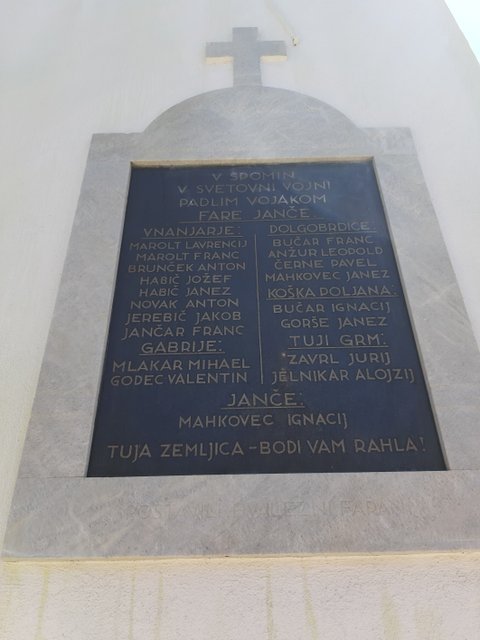 V SPOMIN
V SVETOVNI VOJNI
PADLIM VOJAKOM
FARE JANČE:
VNANJARJE:
MAROLT LAVRENCIJ
MAROLT FRANC
BRUNČEK ANTON
HABIČ JOŽEF
HABIČ JANEZ
NOVAK ANTON
JEREBIČ JAKOB
JANČAR FRANC
GABRIJE:
MLAKAR MIHAEL
GODEC VALENTIN
DOLGOBRDICE:
BUČAR FRANC
ANŽUR LEOPOLD
ČERNE PAVEL
MAHKOVEC JANEZ
KOŠKA POLJANA:
BUČAR IGNACIJ
GORŠE JANEZ
TUJI GRM:
ZAVRL JURIJ
JELNIKAR ALOJZIJ
JANČE:
MAHKOVEC IGNACIJ
TUJA ZEMLJICA - BODI VAM RAHLA!